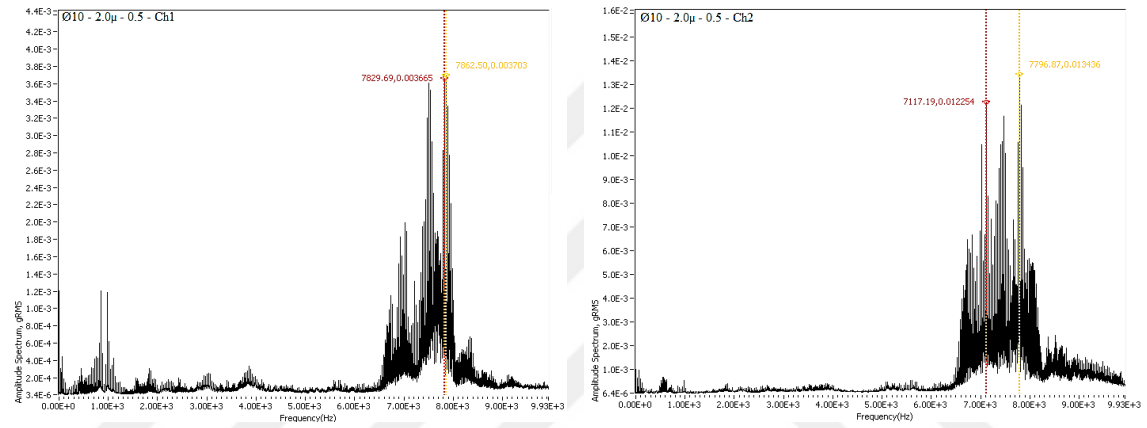 Ø10 - 2.0µ - 0.5 - Ch1
4.4E-3
4.2E-3
4.0E-3
3.8E-3
3.6E-3
3.4E-3
3.2E-3
3.0E-3
2.8E-3
2.6E-3
2.4E-3
2.2E-3
2.0E-3
1.8E-3
1.6E-3
1.4E-3
1.2E-3
1.0E-3
8.0E-4
6.0E-4
4.0E-4
2.0E-4
3.4E-6
Amplitude Spectrum, gRMS
7829.69,0.003665
7862.50,0.003703
0.00E+3
1.00E+3
2.00E+3
3.00E+3
4.00E+3
5.00E+3
6.00E+3
7.00E+3
8.00E+3
9.93E+3
Frequency(Hz)
Ø10 - 2.0µ - 0.5 - Ch2
1.6E-2
1.5E-2
1.4E-2
1.3E-2
1.2E-2
1.1E-2
1.0E-2
9.0E-3
8.0E-3
7.0E-3
6.0E-3
5.0E-3
4.0E-3
3.0E-3
2.0E-3
1.0E-3
6.4E-6
Amplitude Spectrum, gRMS
7117.19,0.012254
7796.87,0.013436
0.00E+3
1.00E+3
2.00E+3
3.00E+3
4.00E+3
5.00E+3
6.00E+3
7.00E+3
8.00E+3
9.00E+3
9.93E+3
Frequency(Hz)